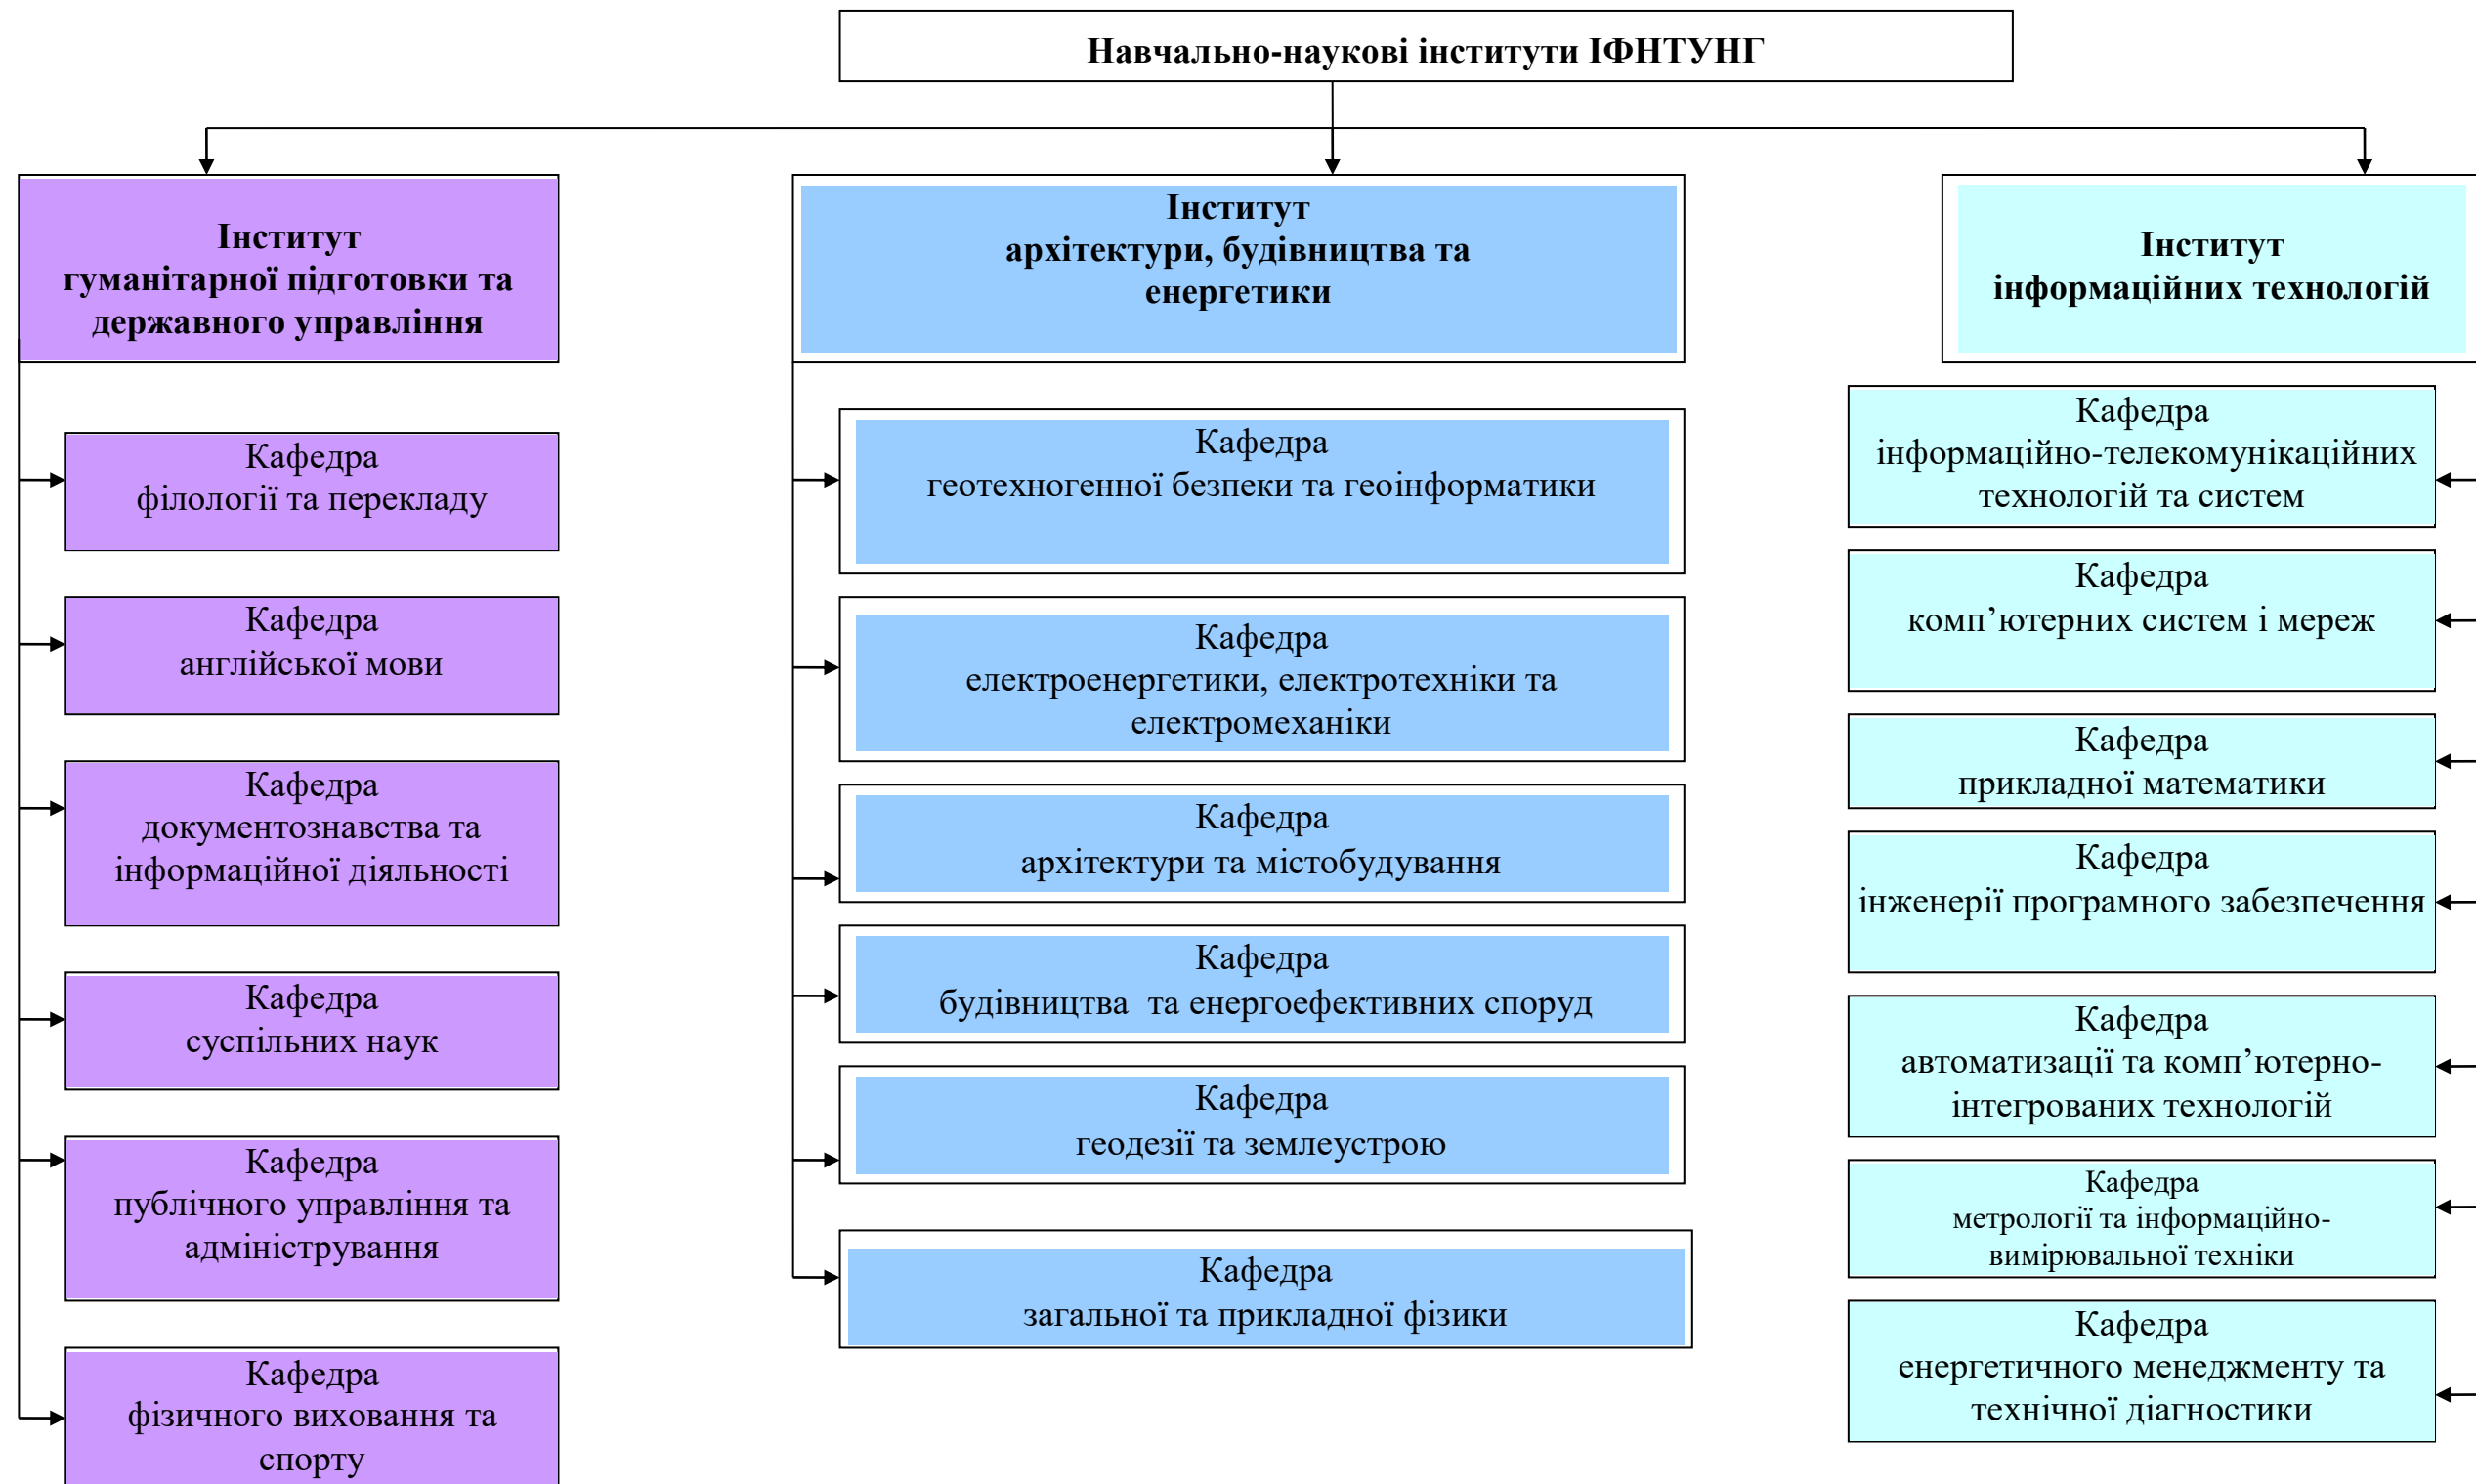 Навчально-наукові інститути ІФНТУНГ
Інститут
гуманітарної підготовки та
державного управління
Кафедра
філології та перекладу
Кафедра
англійської мови
Кафедра
документознавства та
інформаційної діяльності
Кафедра
суспільних наук
Кафедра
публічного управління та
адміністрування
Кафедра
фізичного виховання та
спорту
Інститут
архітектури, будівництва та
енергетики
Кафедра
геотехногенної безпеки та геоінформатики
Кафедра
електроенергетики, електротехніки та
електромеханіки
Кафедра
архітектури та містобудування
Кафедра
будівництва  та енергоефективних споруд
Кафедра
геодезії та землеустрою
Кафедра
загальної та прикладної фізики
Інститут
інформаційних технологій
Кафедра
інформаційно-телекомунікаційних
технологій та систем
Кафедра
комп’ютерних систем і мереж
Кафедра
прикладної математики
Кафедра
інженерії програмного забезпечення
Кафедра
автоматизації та комп’ютерно-
інтегрованих технологій
Кафедра
метрології та інформаційно-
вимірювальної техніки
Кафедра
енергетичного менеджменту та
технічної діагностики